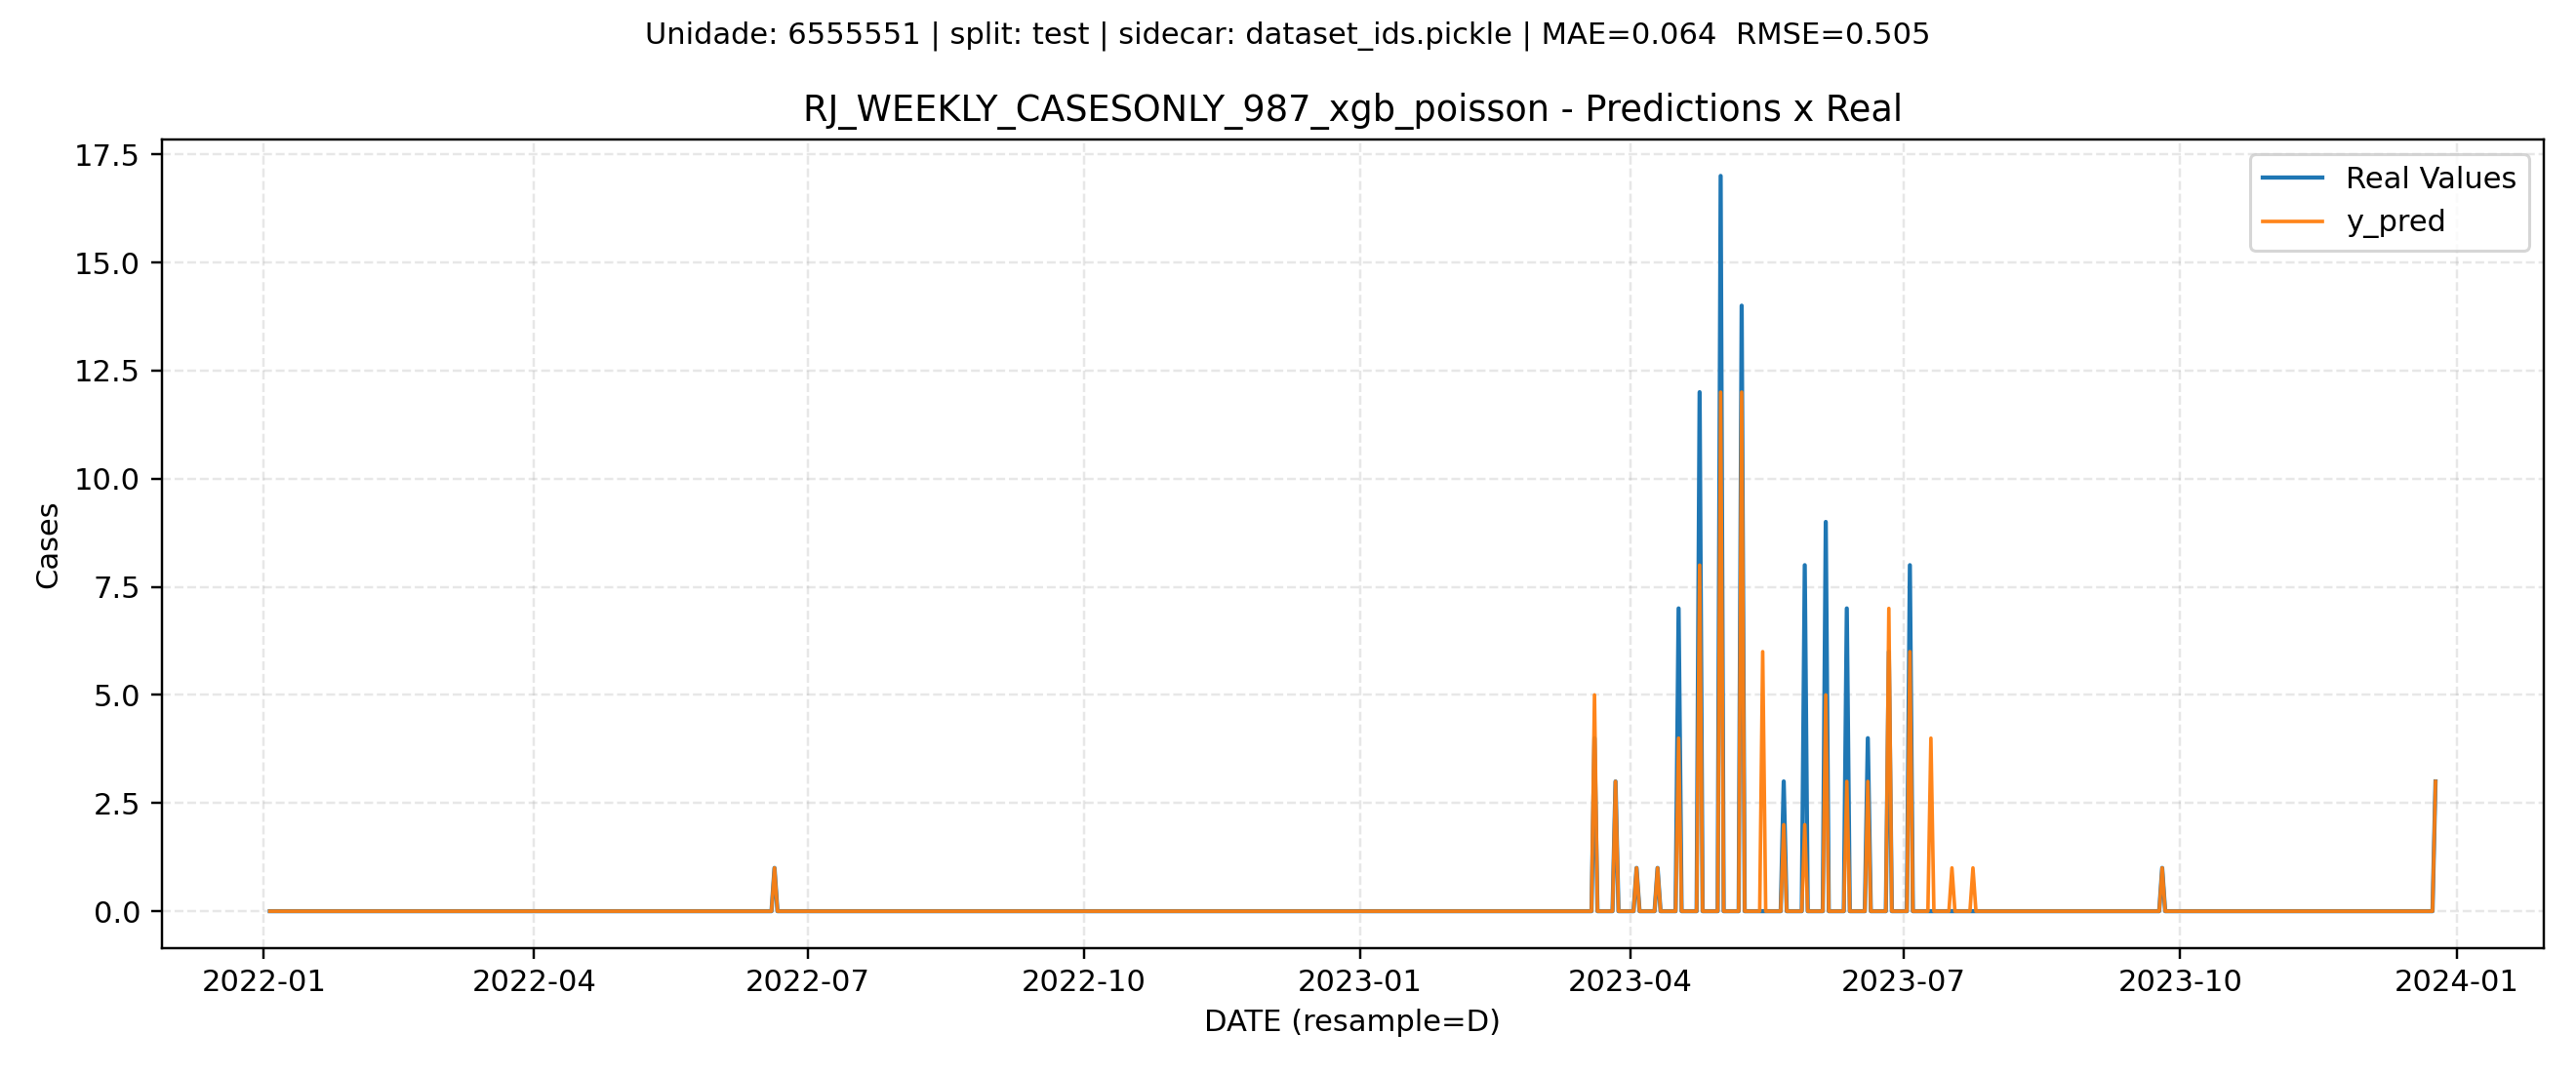 Unidade: 6555551 | split: test | sidecar: dataset_ids.pickle | MAE=0.064  RMSE=0.505
RJ_WEEKLY_CASESONLY_987_xgb_poisson - Predictions x Real
Real Values
y_pred
Cases
17.5
15.0
12.5
10.0
7.5
5.0
2.5
0.0
2022-01
2022-04
2022-07
2022-10
2023-01
2023-04
2023-07
2023-10
2024-01
DATE (resample=D)